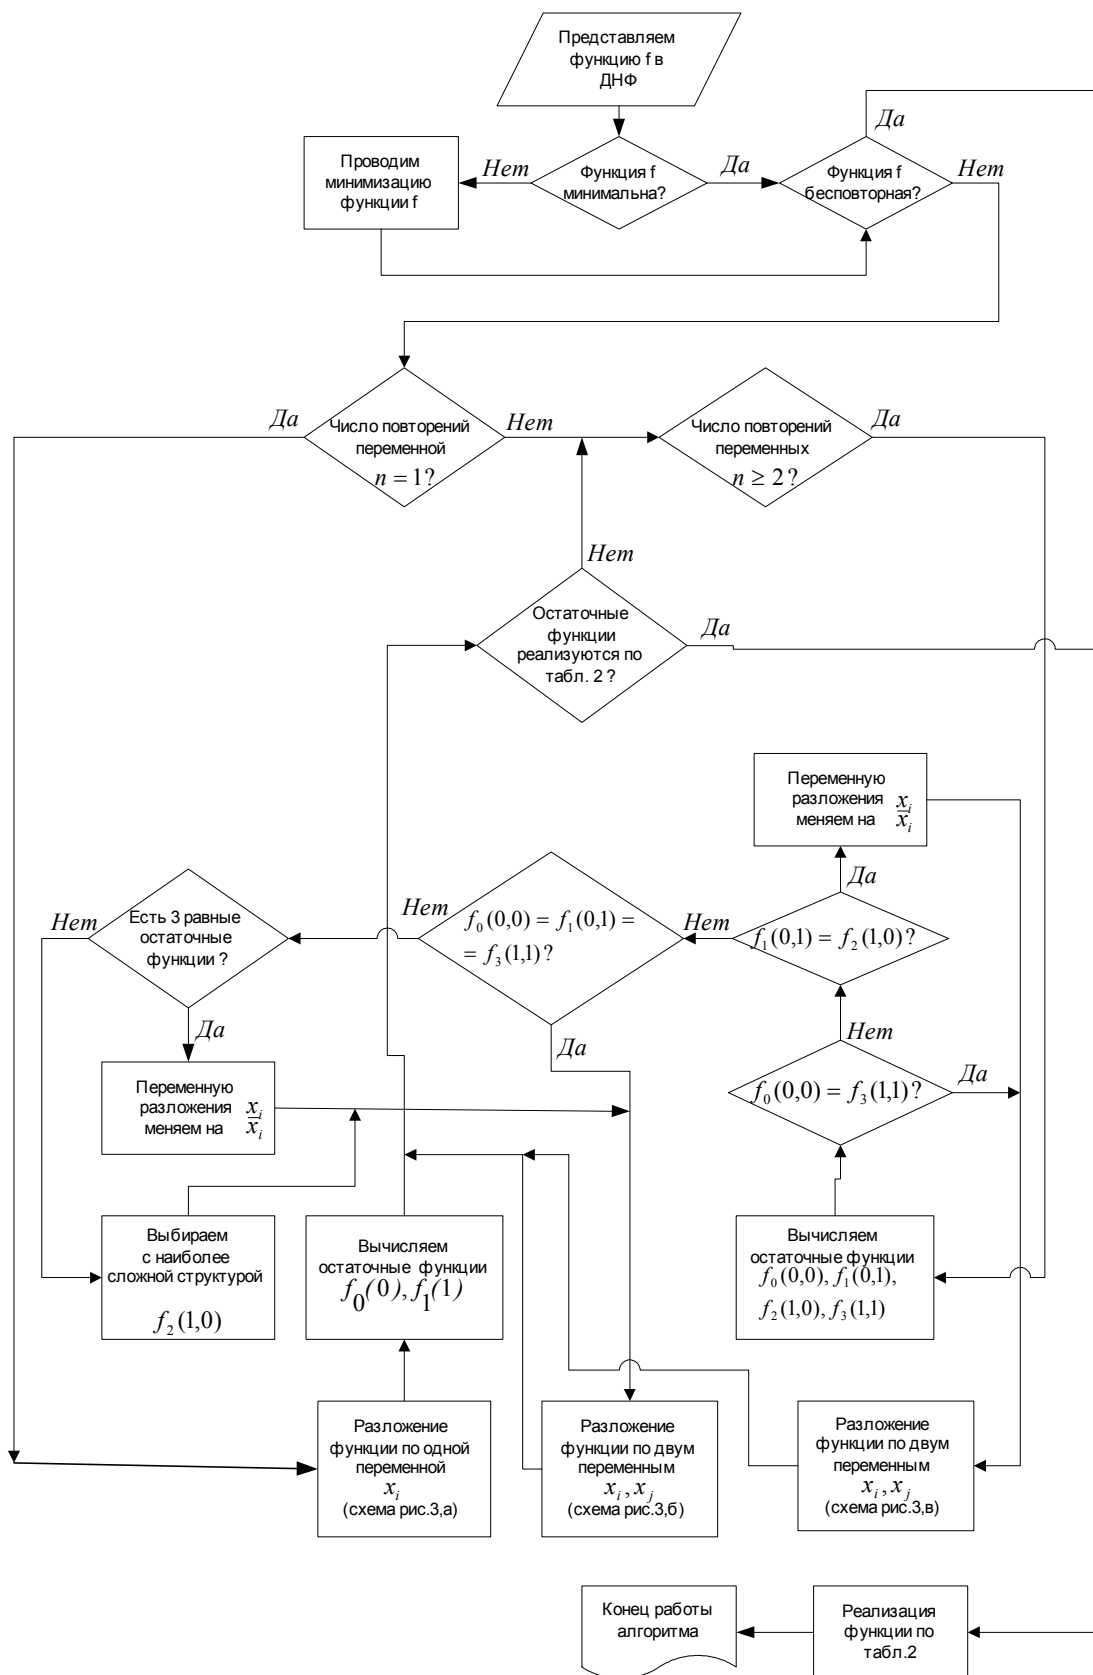 Представляем
функцию f в
ДНФ
Да
Проводим
минимизацию
функции f
Нет
Функция f
минимальна?
Да
Функция f
бесповторная?
Нет
Да
Число повторений
переменной
n = 1?
Нет
Число повторений
переменных
n ≥ 2?
Да
Нет
Остаточные
функции
реализуются по
табл. 2 ?
Да
Переменную
разложения
меняем на x_i
x̅_i
Да
Нет
Есть 3 равные
остаточные
функции ?
Нет
f_0(0,0) = f_1(0,1) =
= f_3(1,1)?
Нет
f_1(0,1) = f_2(1,0)?
Да
Нет
Да
Переменную
разложения
меняем на x_i
x̅_i
f_0(0,0) = f_3(1,1)?
Да
Выбираем
с наиболее
сложной структурой
f_2(1,0)
Вычисляем
остаточные функции
f_0(0), f_1(1)
Вычисляем
остаточные функции
f_0(0,0), f_1(0,1),
f_2(1,0), f_3(1,1)
Разложение
функции по одной
переменной
x_i
(схема рис.3,а)
Разложение
функции по двум
переменным
x_i, x_j
(схема рис.3,б)
Разложение
функции по двум
переменным
x_i, x_j
(схема рис.3,в)
Конец работы
алгоритма
Реализация
функции по
табл.2